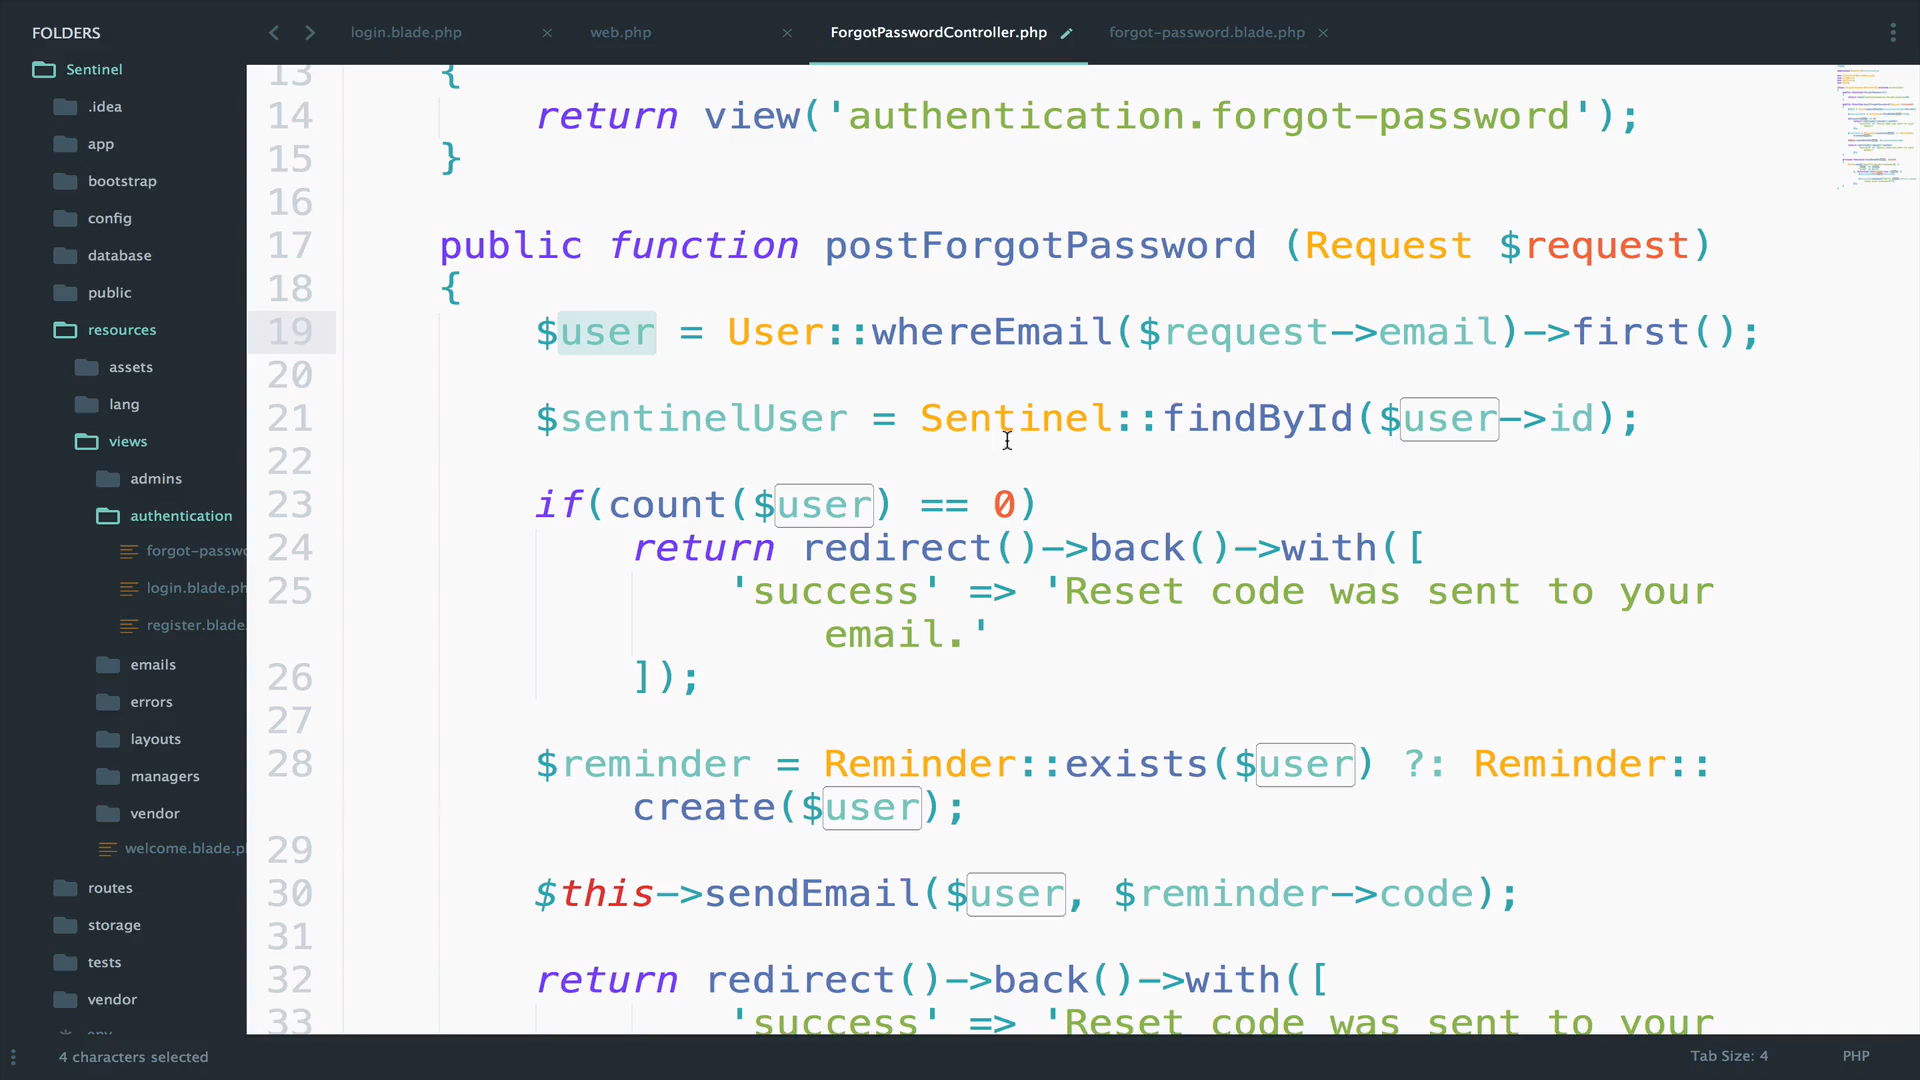 FOLDERS
login.blade.php
web.php
ForgotPasswordController.php
forgot-password.blade.php
Sentinel
.idea
app
bootstrap
config
database
public
resources
assets
lang
views
admins
authentication
forgot-passwo
login.blade.ph
register.blade.
emails
errors
layouts
managers
vendor
welcome.blade.p
routes
storage
tests
vendor
13 {
14 return view('authentication.forgot-password');
15 }
16
17 public function postForgotPassword (Request $request)
18 {
19 $user = User::whereEmail($request->email)->first();
20
21 $sentinelUser = Sentinel::findById($user->id);
22
23 if(count($user) == 0)
24 return redirect()->back()->with([
25 'success' => 'Reset code was sent to your
email.'
26 ]);
27
28 $reminder = Reminder::exists($user) ?: Reminder::
create($user);
29
30 $this->sendEmail($user, $reminder->code);
31
32 return redirect()->back()->with([
33 'success' => 'Reset code was sent to your
4 characters selected
Tab Size: 4
PHP